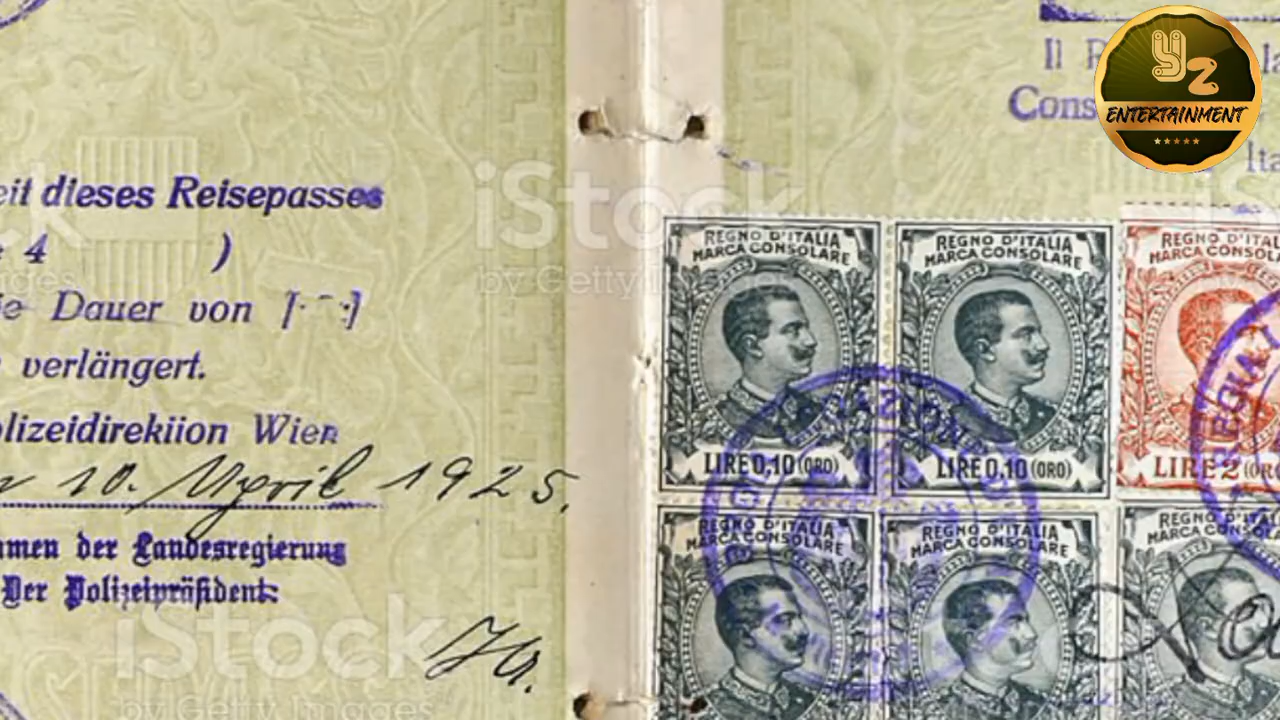 eit dieses Reisepasses
4 )
Dauer von [- - -]
verlängert.
olizeidirekiion Wien
10. April 1925.
men der Landesregierung
Der Polizeipräsident:
Il
Cons
Ita
YZ
ENTERTAINMENT
iStock
by Getty Images
REGNO D'ITALIA
MARCA CONSOLARE
LIRE 0,10 (ORO)
REGNO D'ITALIA
MARCA CONSOLARE
LIRE 0,10 (ORO)
REGNO D'ITALIA
MARCA CONSOLARE
LIRE 2 (ORO
REGNO D'ITALIA
MARCA CONSOLARE
REGNO D'ITALIA
MARCA CONSOLARE
REGNO D'ITALIA
MARCA CONSOLARE
iStock
by Getty Images